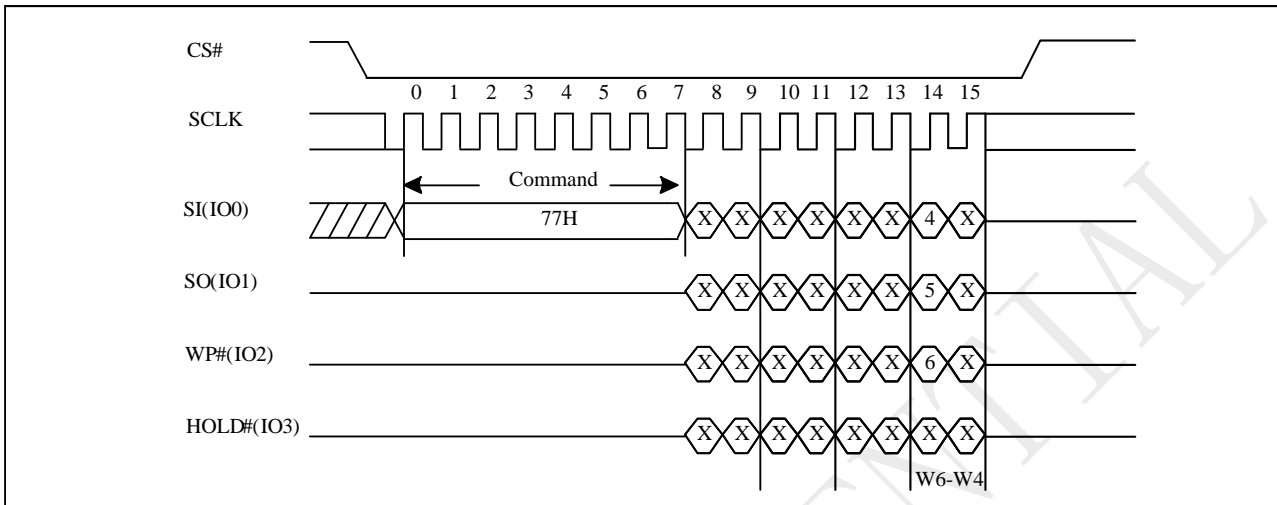 CS#
0 1 2 3 4 5 6 7 8 9 10 11 12 13 14 15
SCLK
Command
SI(IO0) 77H X X X X X X 4 X
SO(IO1) X X X X X X 5 X
WP#(IO2) X X X X X X 6 X
HOLD#(IO3) X X X X X X X X
W6-W4